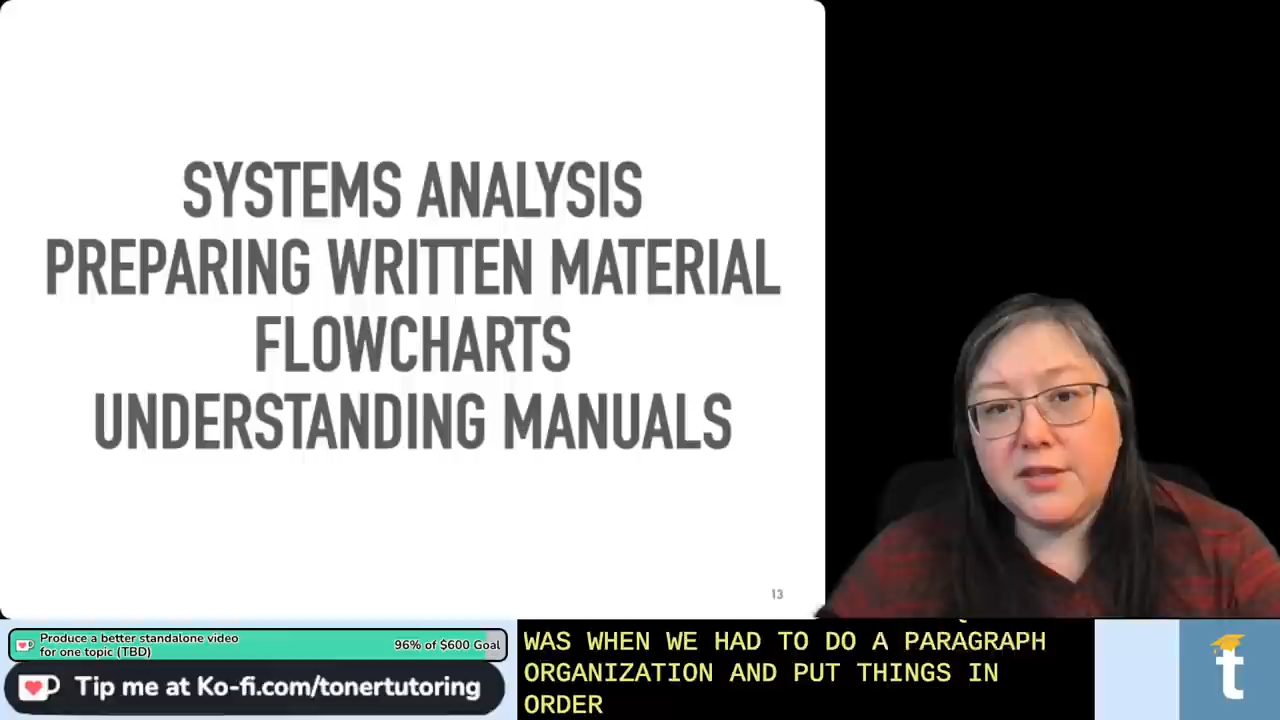 SYSTEMS ANALYSIS
PREPARING WRITTEN MATERIAL
FLOWCHARTS
UNDERSTANDING MANUALS
13
Produce a better standalone video
for one topic (TBD)
96% of $600 Goal
Tip me at Ko-fi.com/tonertutoring
WAS WHEN WE HAD TO DO A PARAGRAPH
ORGANIZATION AND PUT THINGS IN
ORDER
t